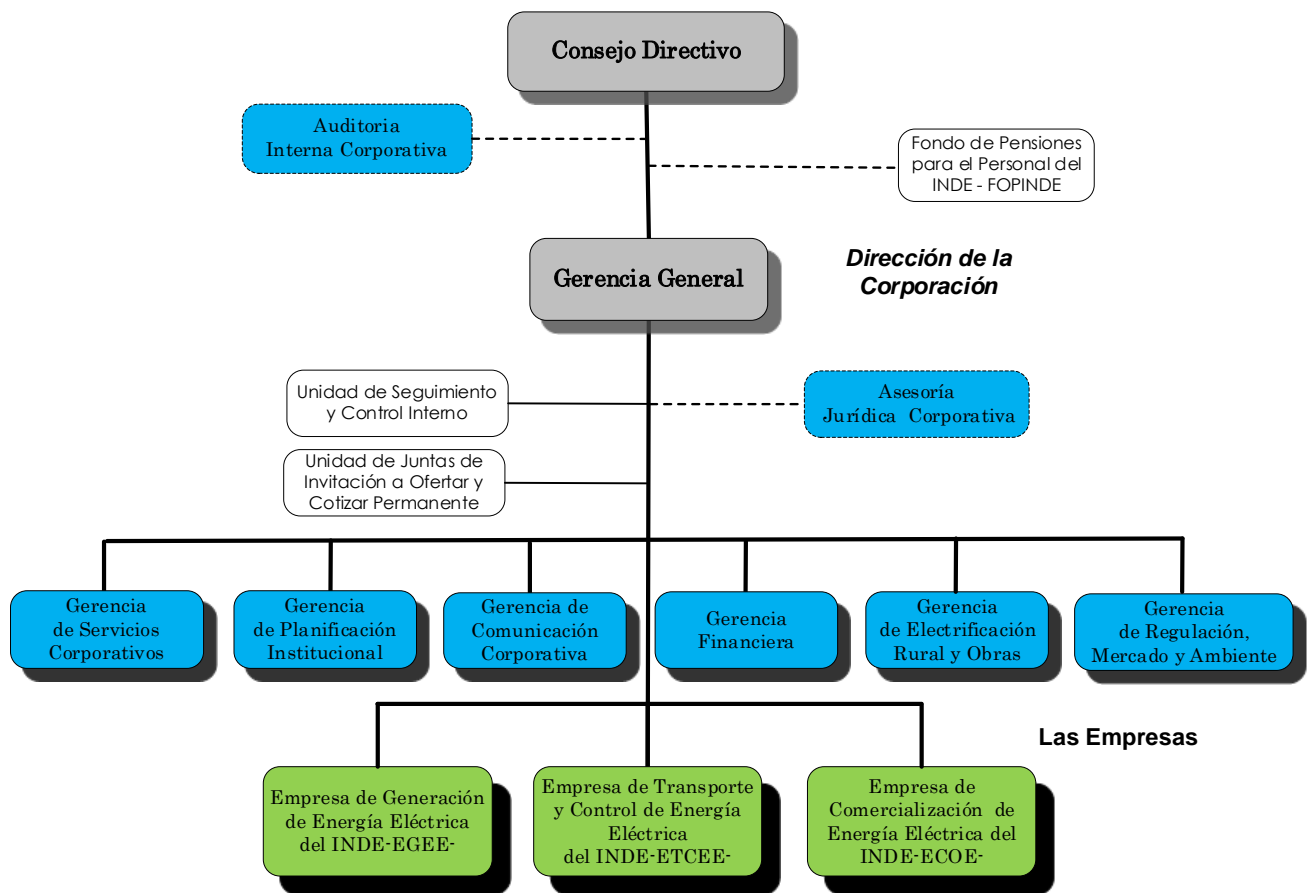 Consejo Directivo
Auditoria
Interna Corporativa
Fondo de Pensiones
para el Personal del
INDE - FOPINDE
Gerencia General
Dirección de la
Corporación
Unidad de Seguimiento
y Control Interno
Asesoría
Jurídica Corporativa
Unidad de Juntas de
Invitación a Ofertar y
Cotizar Permanente
Gerencia
de Servicios
Corporativos
Gerencia
de Planificación
Institucional
Gerencia de
Comunicación
Corporativa
Gerencia
Financiera
Gerencia
de Electrificación
Rural y Obras
Gerencia
de Regulación,
Mercado y Ambiente
Las Empresas
Empresa de Generación
de Energía Eléctrica
del INDE-EGEE-
Empresa de Transporte
y Control de Energía
Eléctrica
del INDE-ETCEE-
Empresa de
Comercialización de
Energía Eléctrica del
INDE-ECOE-